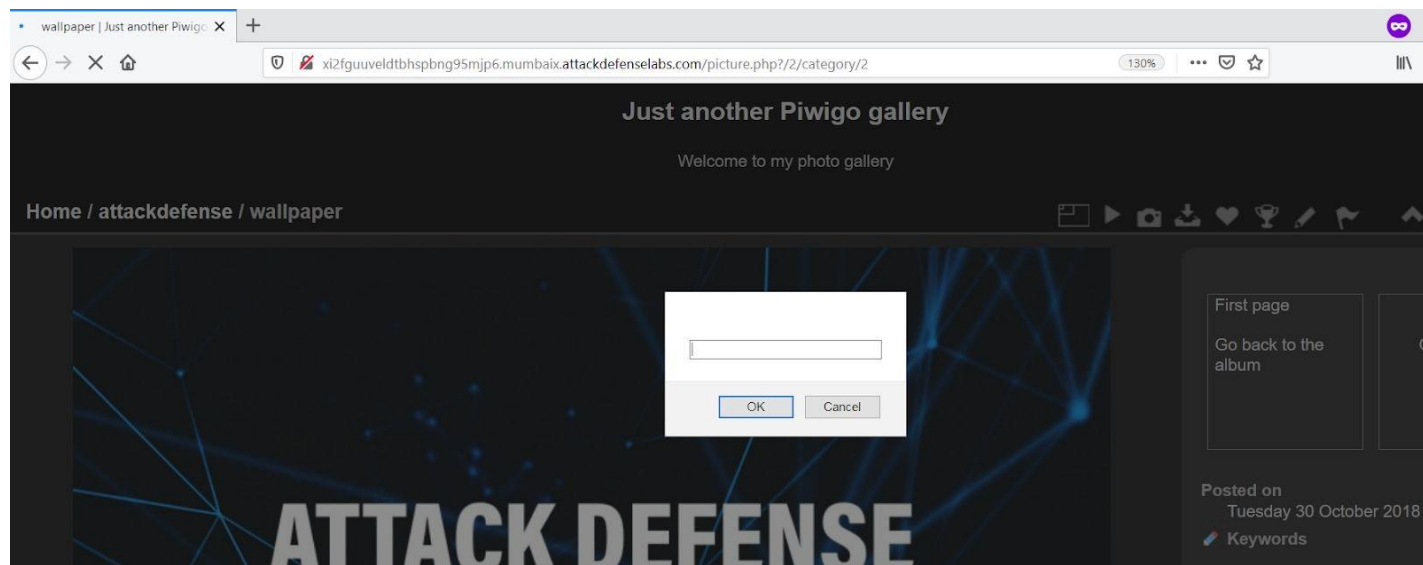 wallpaper | Just another Piwigo
xi2fguuveldtbhspbng95mjp6.mumbaix.attackdefenselabs.com/picture.php?/2/category/2
130%
Just another Piwigo gallery
Welcome to my photo gallery
Home / attackdefense / wallpaper
First page
Go back to the
album
OK
Cancel
ATTACK DEFENSE
Posted on
Tuesday 30 October 2018
Keywords